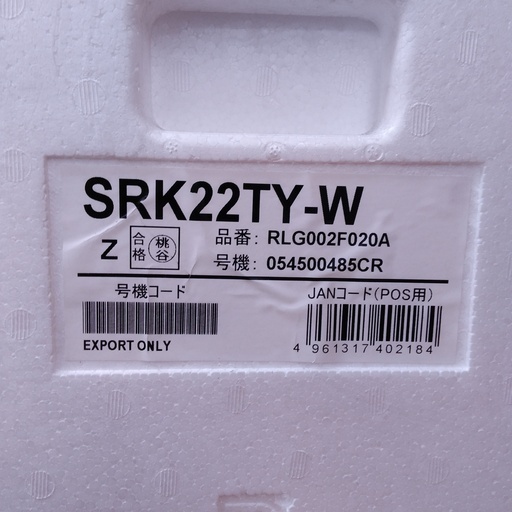 SRK22TY-W
Z 合格 桃谷
品番: RLG002F020A
号機: 054500485CR
号機コード
JANコード(POS用)
EXPORT ONLY
4 961317 402184